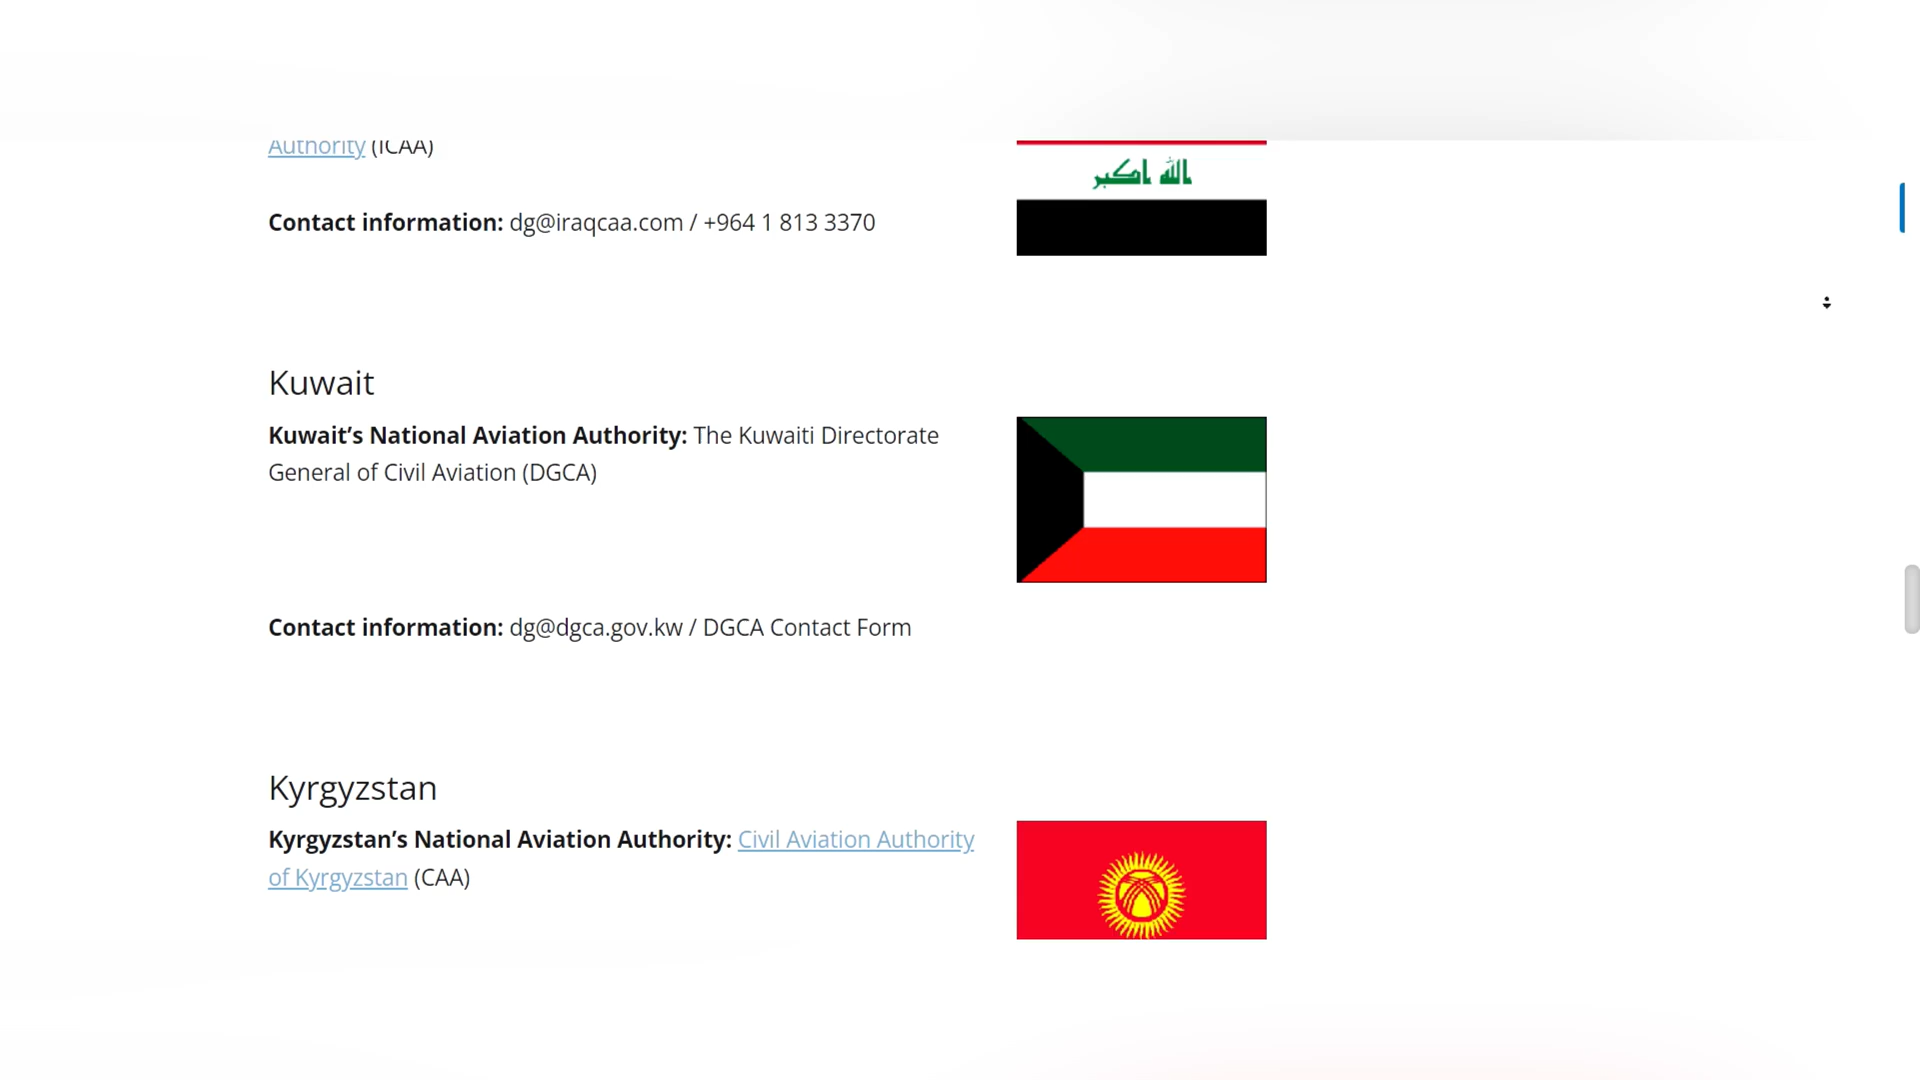 Authority (ICAA)
الله اكبر
Contact information: dg@iraqcaa.com / +964 1 813 3370
Kuwait
Kuwait’s National Aviation Authority: The Kuwaiti Directorate
General of Civil Aviation (DGCA)
Contact information: dg@dgca.gov.kw / DGCA Contact Form
Kyrgyzstan
Kyrgyzstan’s National Aviation Authority: Civil Aviation Authority
of Kyrgyzstan (CAA)